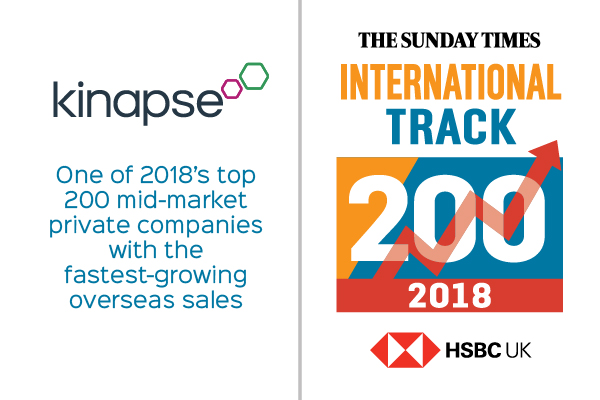 kinapse
One of 2018's top
200 mid-market
private companies
with the
fastest-growing
overseas sales
THE SUNDAY TIMES
INTERNATIONAL
TRACK
200
2018
HSBC UK